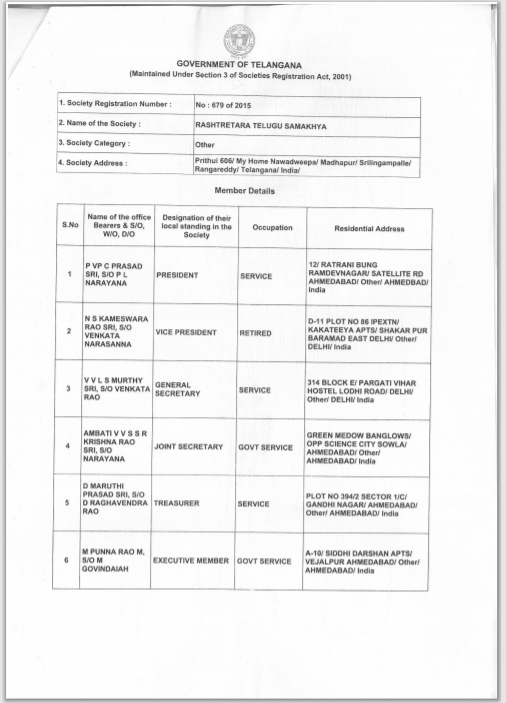 GOVERNMENT OF TELANGANA
(Maintained Under Section 3 of Societies Registration Act, 2001)
1. Society Registration Number : No : 679 of 2015
2. Name of the Society : RASHTRETARA TELUGU SAMAKHYA
3. Society Category : Other
4. Society Address : Prithui 606/ My Home Nawadweepa/ Madhapur/ Srilingampalle/
Rangareddy/ Telangana/ India/
Member Details
S.No
Name of the office
Bearers & S/O,
W/O, D/O
Designation of their
local standing in the
Society
Occupation
Residential Address
1
P VP C PRASAD
SRI, S/O P L
NARAYANA
PRESIDENT
SERVICE
12/ RATRANI BUNG
RAMDEVNAGAR/ SATELLITE RD
AHMEDABAD/ Other/ AHMEDBAD/
India
2
N S KAMESWARA
RAO SRI, S/O
VENKATA
NARASANNA
VICE PRESIDENT
RETIRED
D-11 PLOT NO 86 IPEXTN/
KAKATEEYA APTS/ SHAKAR PUR
BARAMAD EAST DELHI/ Other/
DELHI/ India
3
V V L S MURTHY
SRI, S/O VENKATA
RAO
GENERAL
SECRETARY
SERVICE
314 BLOCK E/ PARGATI VIHAR
HOSTEL LODHI ROAD/ DELHI/
Other/ DELHI/ India
4
AMBATI V V S S R
KRISHNA RAO
SRI, S/O
NARAYANA
JOINT SECRETARY
GOVT SERVICE
GREEN MEDOW BANGLOWS/
OPP SCIENCE CITY SOWLA/
AHMEDABAD/ Other/
AHMEDABAD/ India
5
D MARUTHI
PRASAD SRI, S/O
D RAGHAVENDRA
RAO
TREASURER
SERVICE
PLOT NO 394/2 SECTOR 1/C/
GANDHI NAGAR/ AHMEDABAD/
Other/ AHMEDABAD/ India
6
M PUNNA RAO M,
S/O M
GOVINDAIAH
EXECUTIVE MEMBER
GOVT SERVICE
A-10/ SIDDHI DARSHAN APTS/
VEJALPUR AHMEDABAD/ Other/
AHMEDABAD/ India